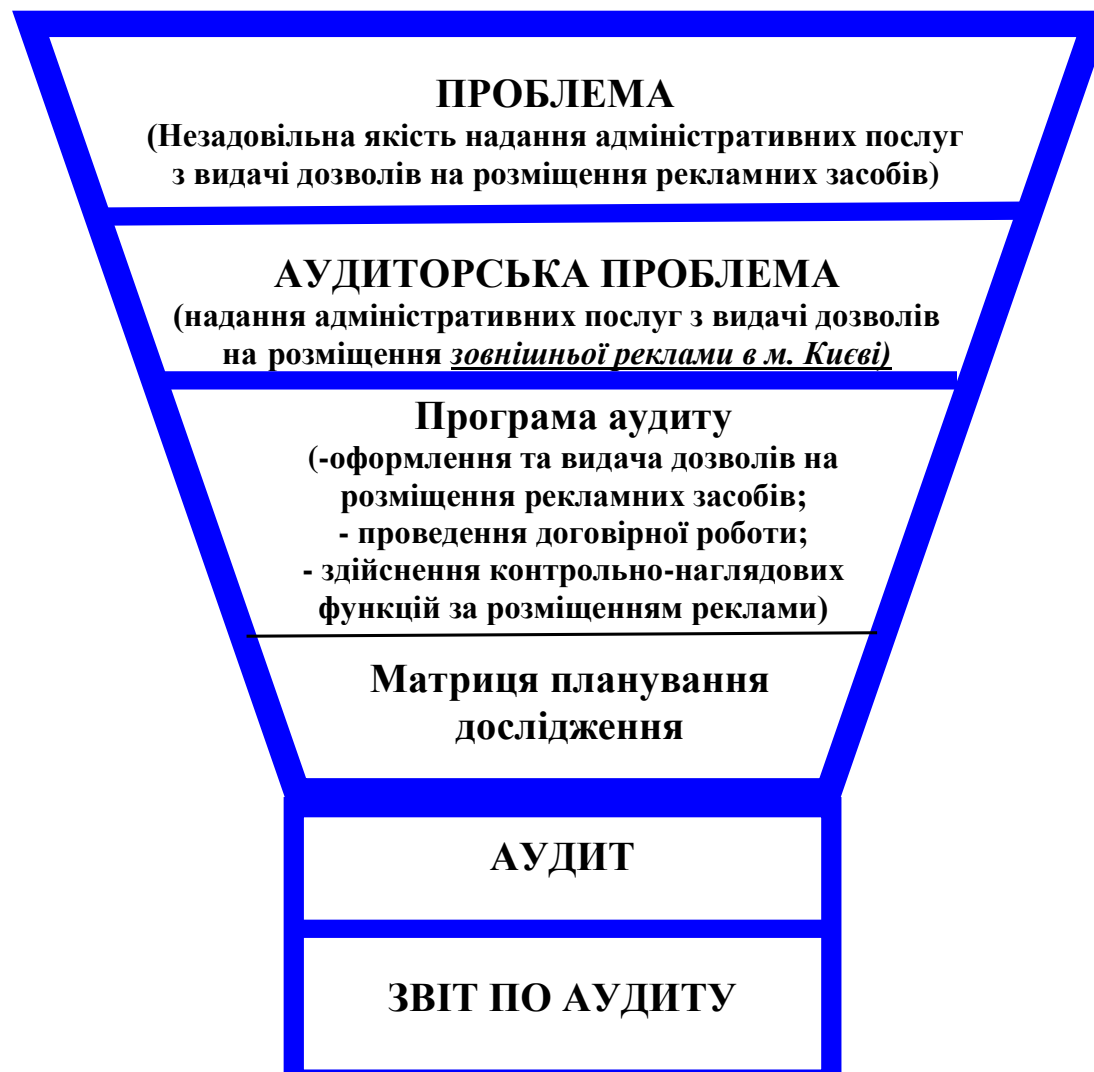 ПРОБЛЕМА
(Незадовільна якість надання адміністративних послуг
з видачі дозволів на розміщення рекламних засобів)
АУДИТОРСЬКА ПРОБЛЕМА
(надання адміністративних послуг з видачі дозволів
на розміщення зовнішньої реклами в м. Києві)
Програма аудиту
(-оформлення та видача дозволів на
розміщення рекламних засобів;
- проведення договірної роботи;
- здійснення контрольно-наглядових
функцій за розміщенням реклами)
Матриця планування
дослідження
АУДИТ
ЗВІТ ПО АУДИТУ